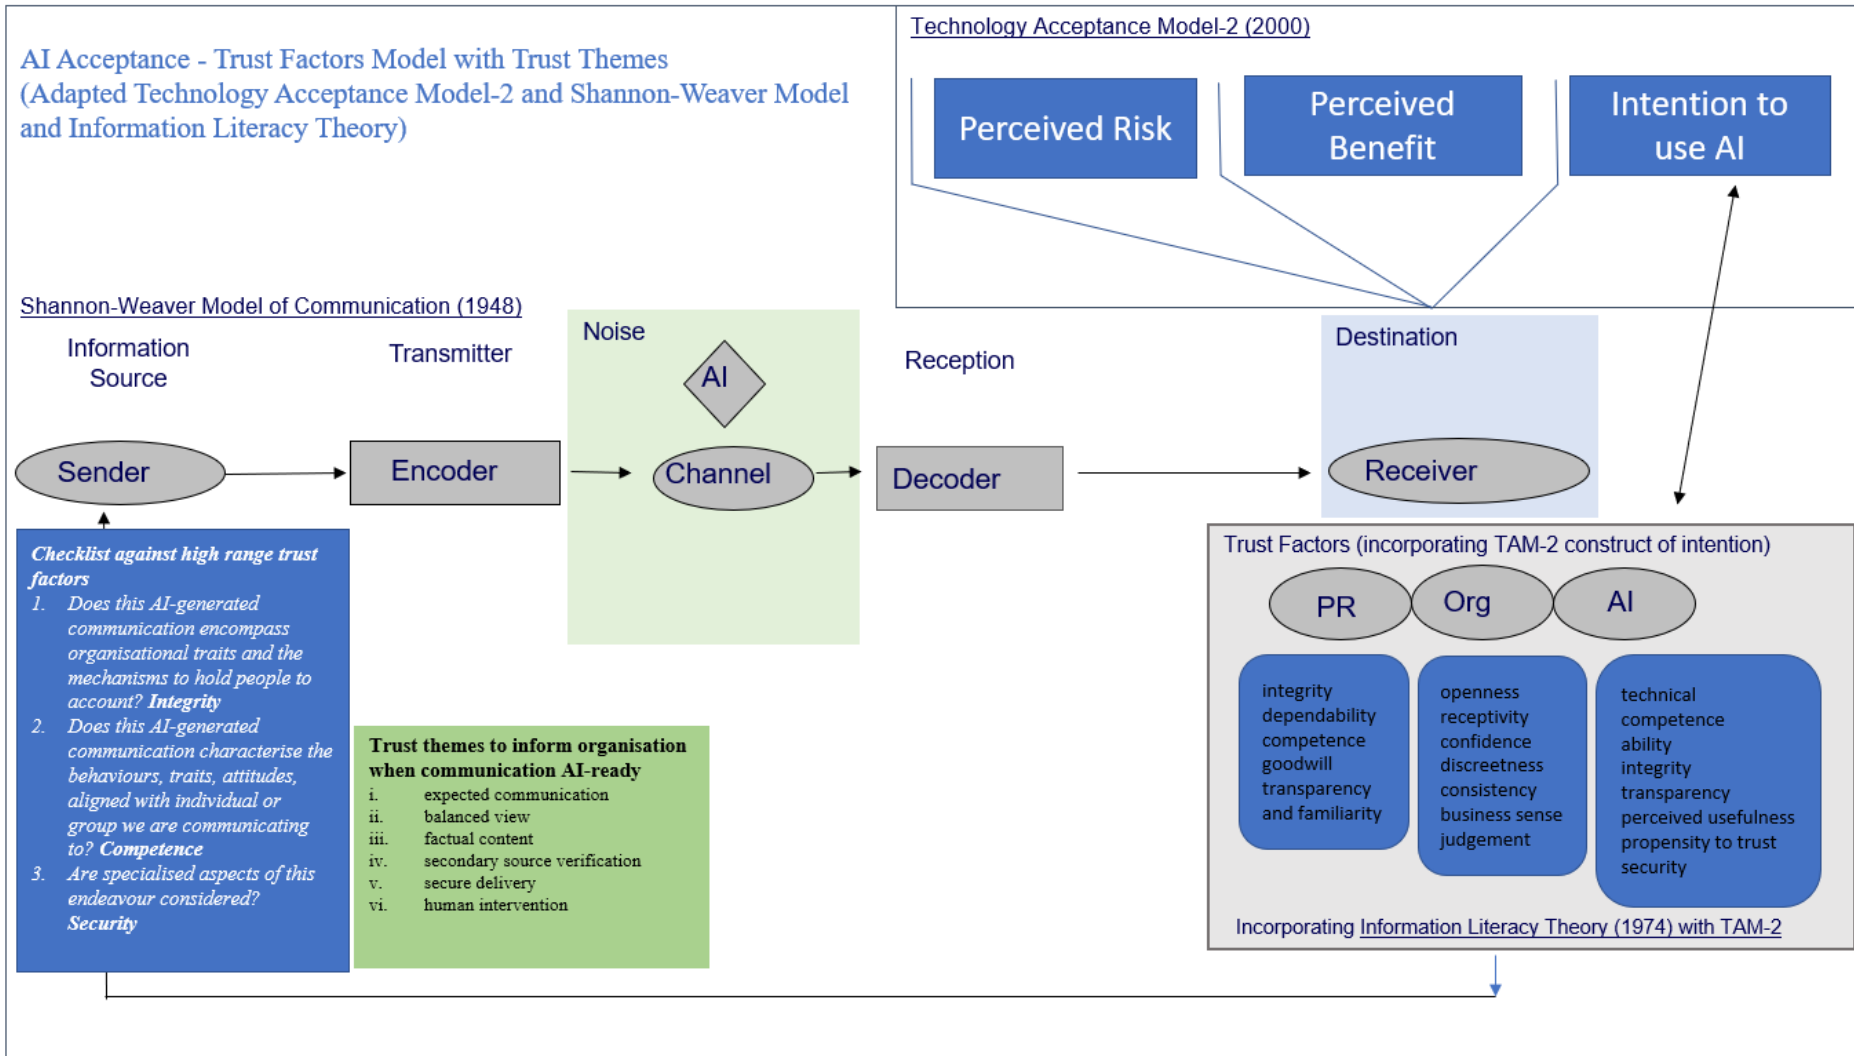 AI Acceptance - Trust Factors Model with Trust Themes
(Adapted Technology Acceptance Model-2 and Shannon-Weaver Model
and Information Literacy Theory)
Technology Acceptance Model-2 (2000)
Perceived Risk
Perceived
Benefit
Intention to
use AI
Shannon-Weaver Model of Communication (1948)
Information
Source
Transmitter
Noise
AI
Reception
Destination
Sender
Encoder
Channel
Decoder
Receiver
Checklist against high range trust
factors
1. Does this AI-generated
communication encompass
organisational traits and the
mechanisms to hold people to
account? Integrity
2. Does this AI-generated
communication characterise the
behaviours, traits, attitudes,
aligned with individual or
group we are communicating
to? Competence
3. Are specialised aspects of this
endeavour considered?
Security
Trust themes to inform organisation
when communication AI-ready
i. expected communication
ii. balanced view
iii. factual content
iv. secondary source verification
v. secure delivery
vi. human intervention
Trust Factors (incorporating TAM-2 construct of intention)
PR
Org
AI
integrity
dependability
competence
goodwill
transparency
and familiarity
openness
receptivity
confidence
discreetness
consistency
business sense
judgement
technical
competence
ability
integrity
transparency
perceived usefulness
propensity to trust
security
Incorporating Information Literacy Theory (1974) with TAM-2